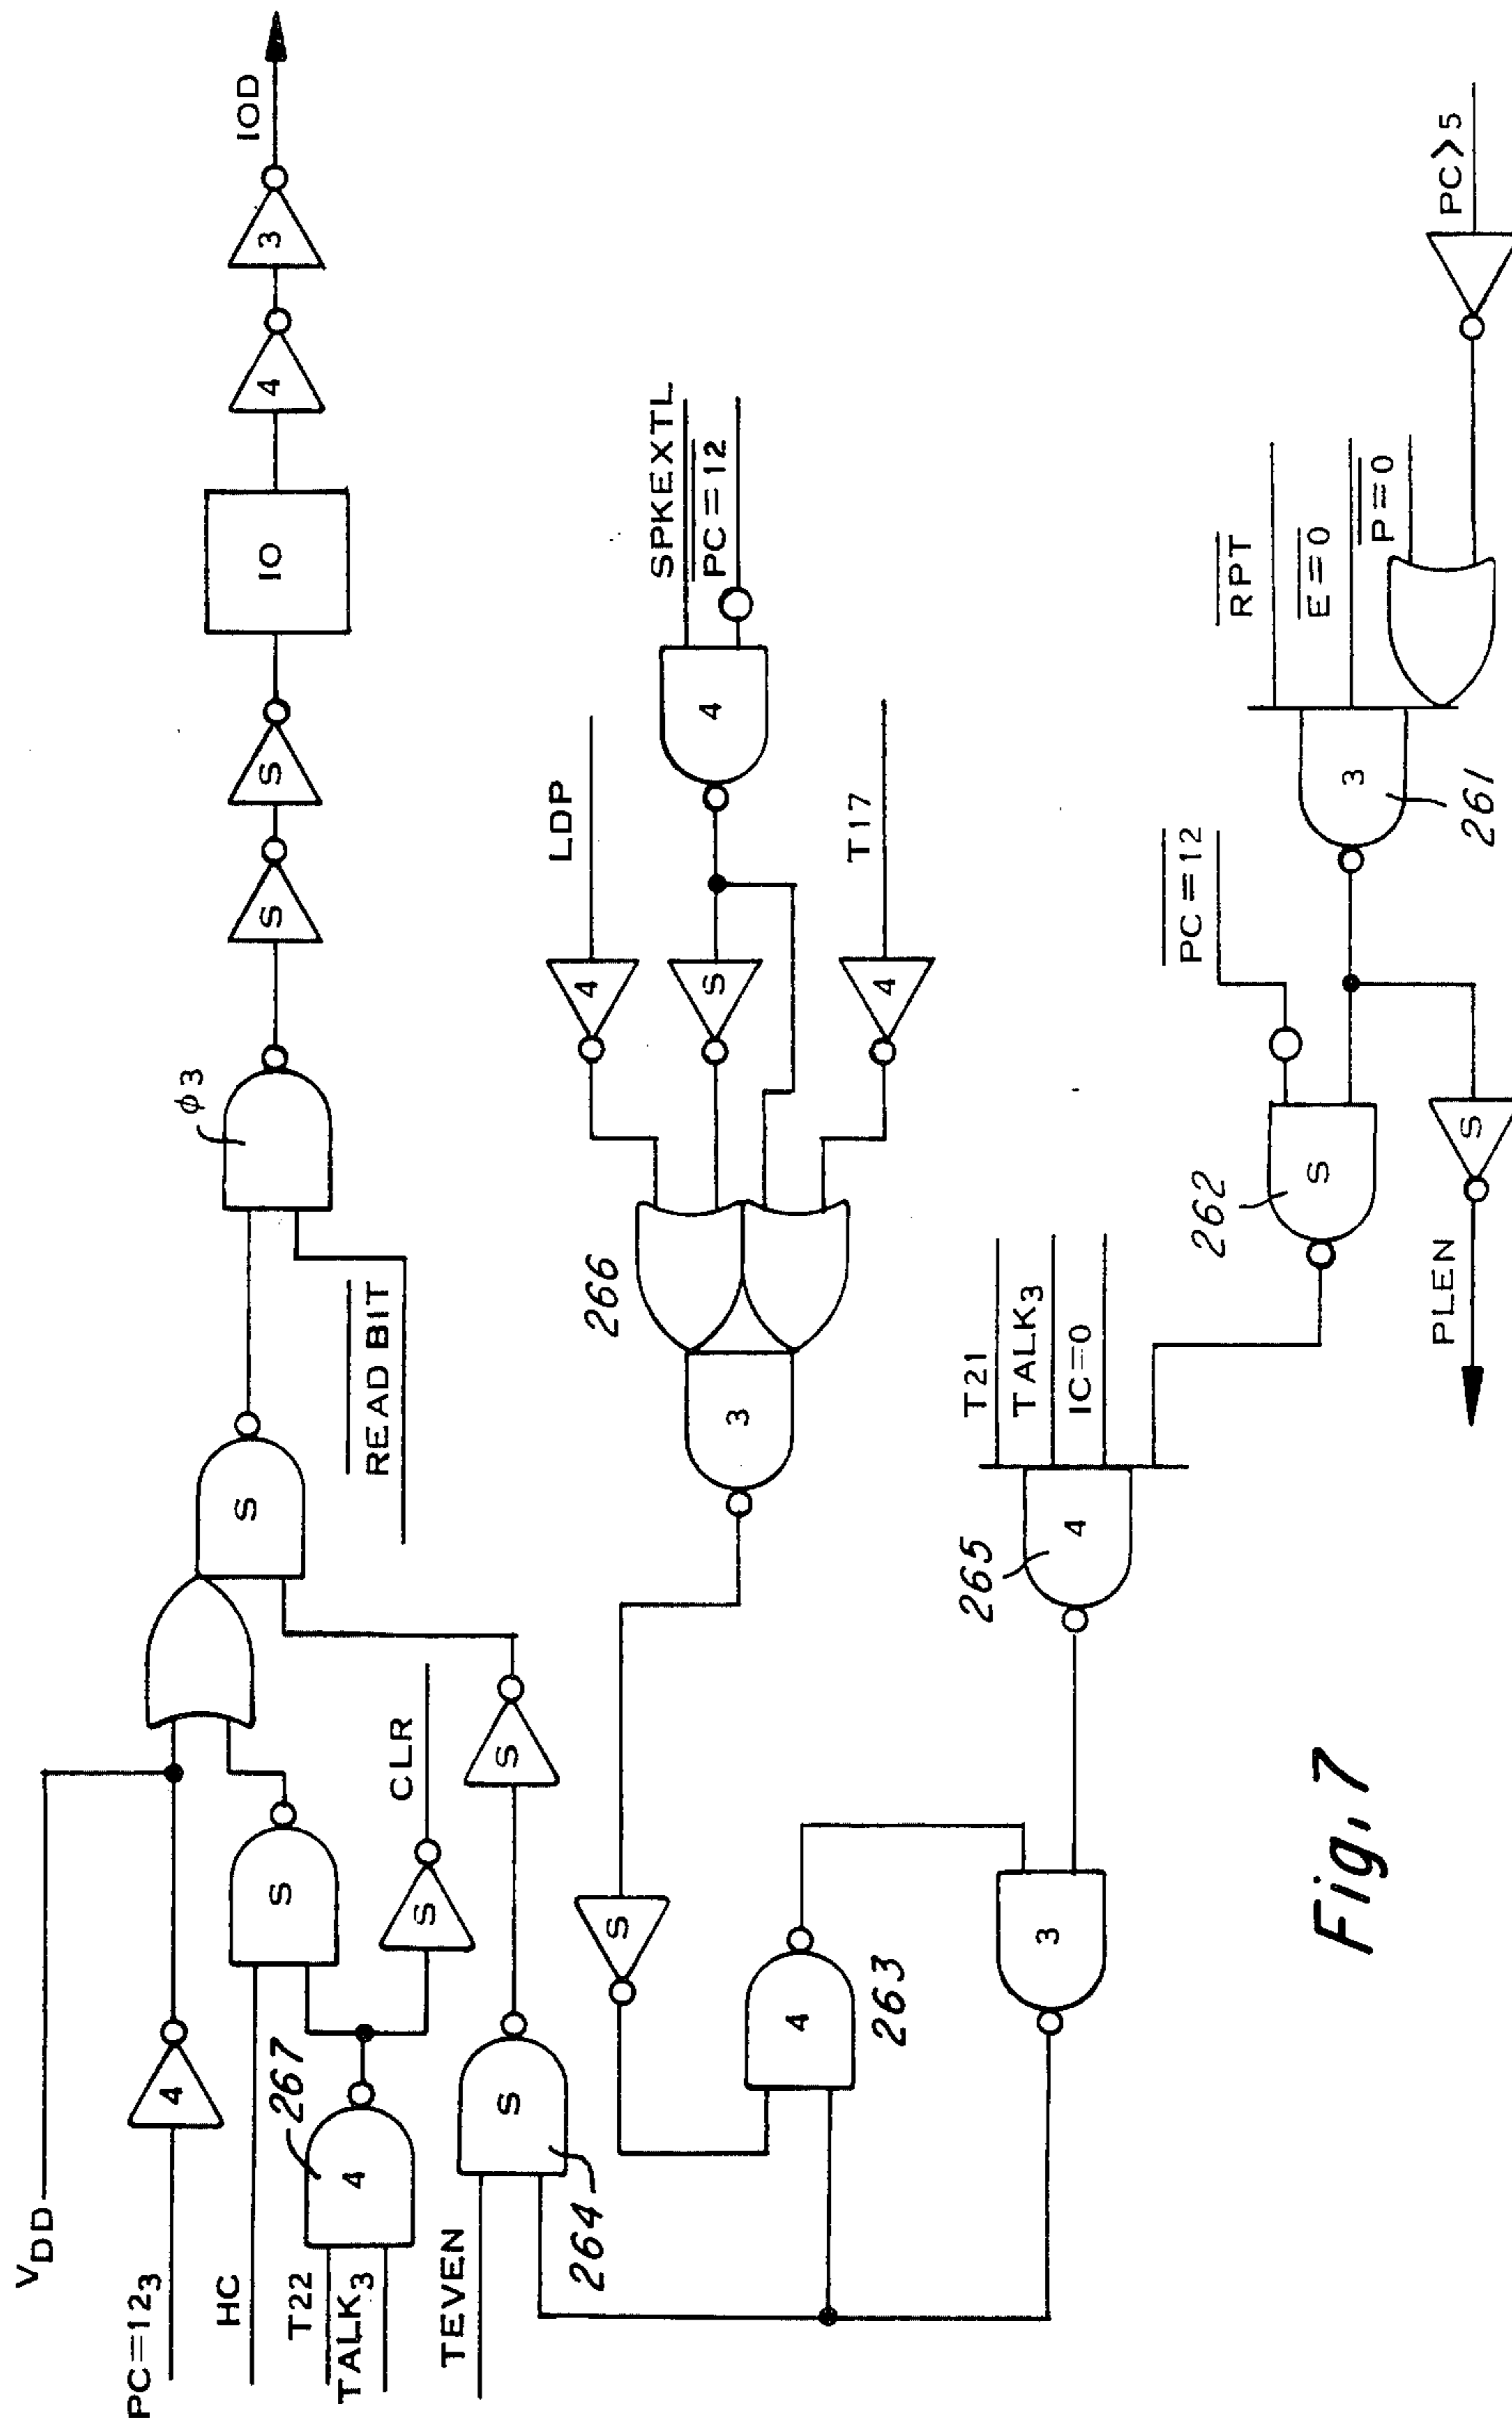 VDD
PC=12₃
4
HC
T22
TALK₃
267
4
S
S
CLR
S
READ BIT
φ3
S
S
IO
4
3
IOD
TEVEN
264
S
S
LDP
4
SPKEXTL
PC=12
4
S
T17
4
266
3
S
263
4
3
265
4
T21
TALK₃
IC=0
262
S
PC=12
RPT
E=0
P=0
PC>5
3
261
S
PLEN
Fig. 7